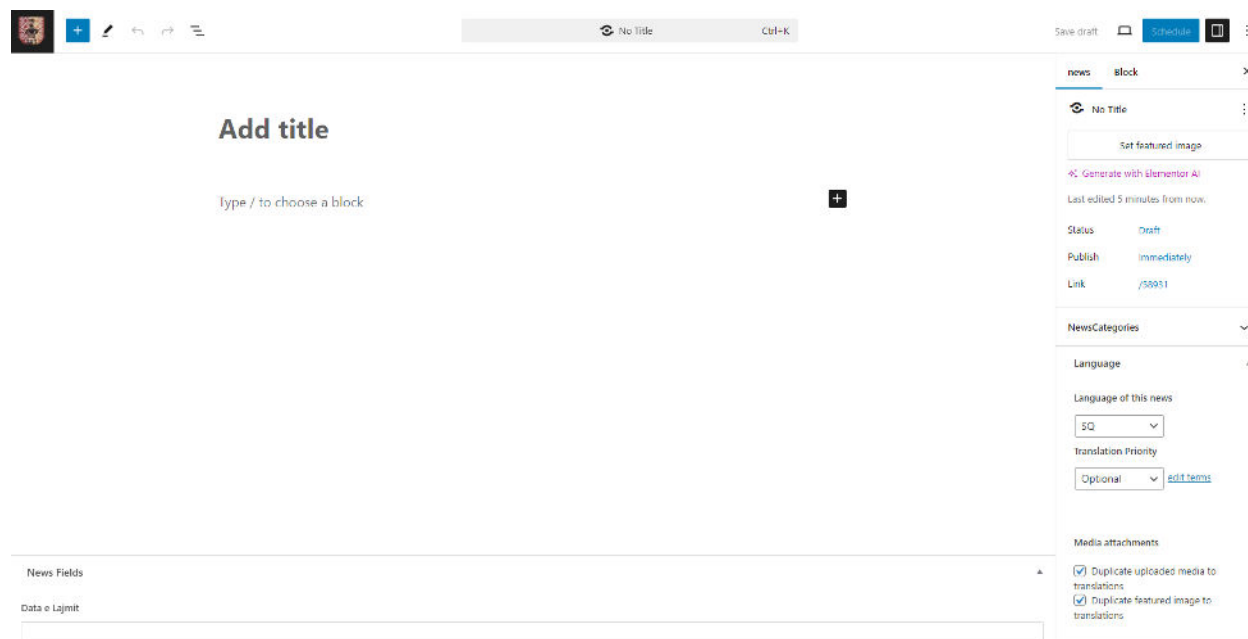 No Title Ctrl+K
Save draft
Schedule
Add title
Type / to choose a block
news Block
No Title
Set featured image
Generate with Elementor AI
Last edited 5 minutes from now.
Status Draft
Publish Immediately
Link /58931
NewsCategories
Language
Language of this news
SQ
Translation Priority
Optional edit terms
Media attachments
Duplicate uploaded media to
translations
Duplicate featured image to
translations
News Fields
Data e Lajmit